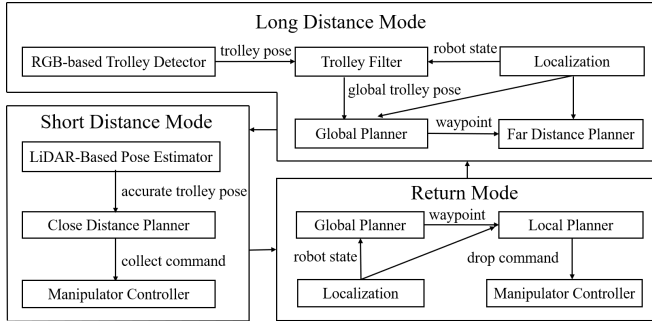 Long Distance Mode
RGB-based Trolley Detector
trolley pose
Trolley Filter
robot state
Localization
global trolley pose
Global Planner
waypoint
Far Distance Planner
Short Distance Mode
LiDAR-Based Pose Estimator
accurate trolley pose
Close Distance Planner
collect command
Manipulator Controller
Return Mode
Global Planner
waypoint
Local Planner
robot state
drop command
Localization
Manipulator Controller